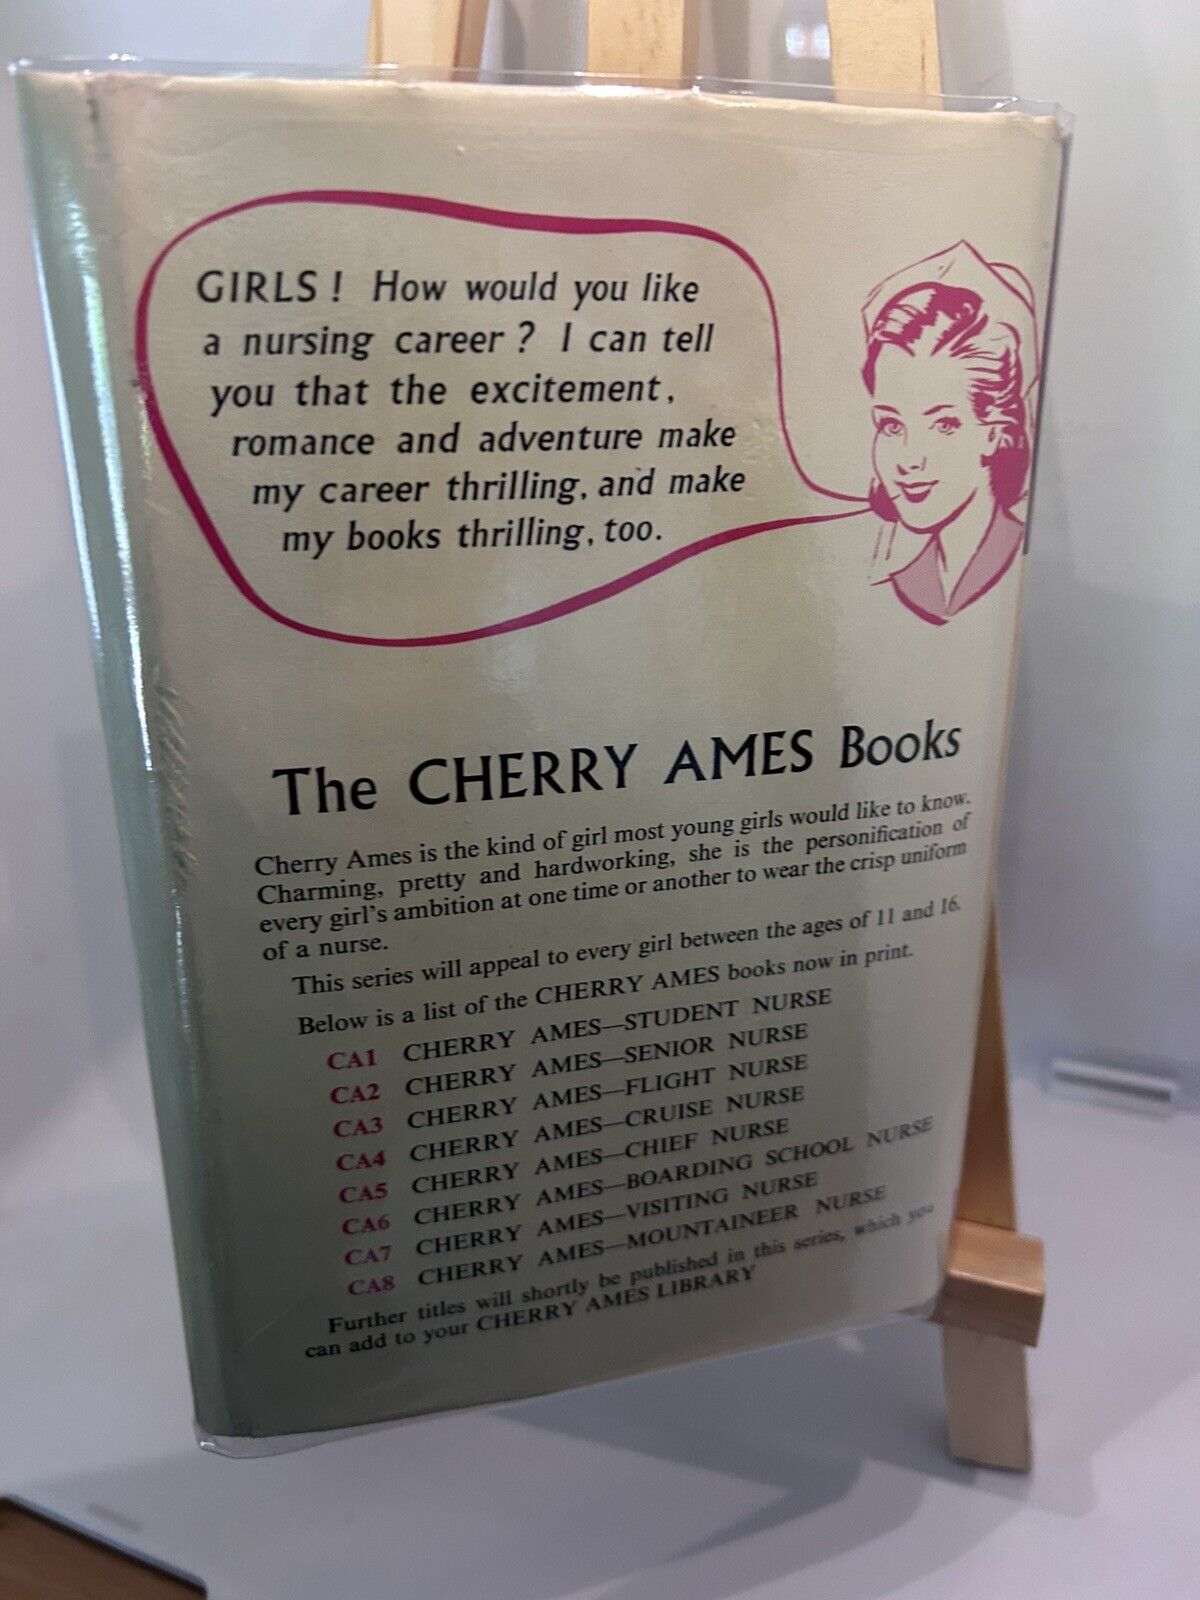 GIRLS! How would you like
a nursing career? I can tell
you that the excitement,
romance and adventure make
my career thrilling, and make
my books thrilling, too.
The CHERRY AMES Books
Cherry Ames is the kind of girl most young girls would like to know.
Charming, pretty and hardworking, she is the personification of
every girl's ambition at one time or another to wear the crisp uniform
of a nurse.
This series will appeal to every girl between the ages of 11 and 16.
Below is a list of the CHERRY AMES books now in print.
CA1 CHERRY AMES—STUDENT NURSE
CA2 CHERRY AMES—SENIOR NURSE
CA3 CHERRY AMES—FLIGHT NURSE
CA4 CHERRY AMES—CRUISE NURSE
CA5 CHERRY AMES—CHIEF NURSE
CA6 CHERRY AMES—BOARDING SCHOOL NURSE
CA7 CHERRY AMES—VISITING NURSE
CA8 CHERRY AMES—MOUNTAINEER NURSE
Further titles will shortly be published in this series, which you
can add to your CHERRY AMES LIBRARY